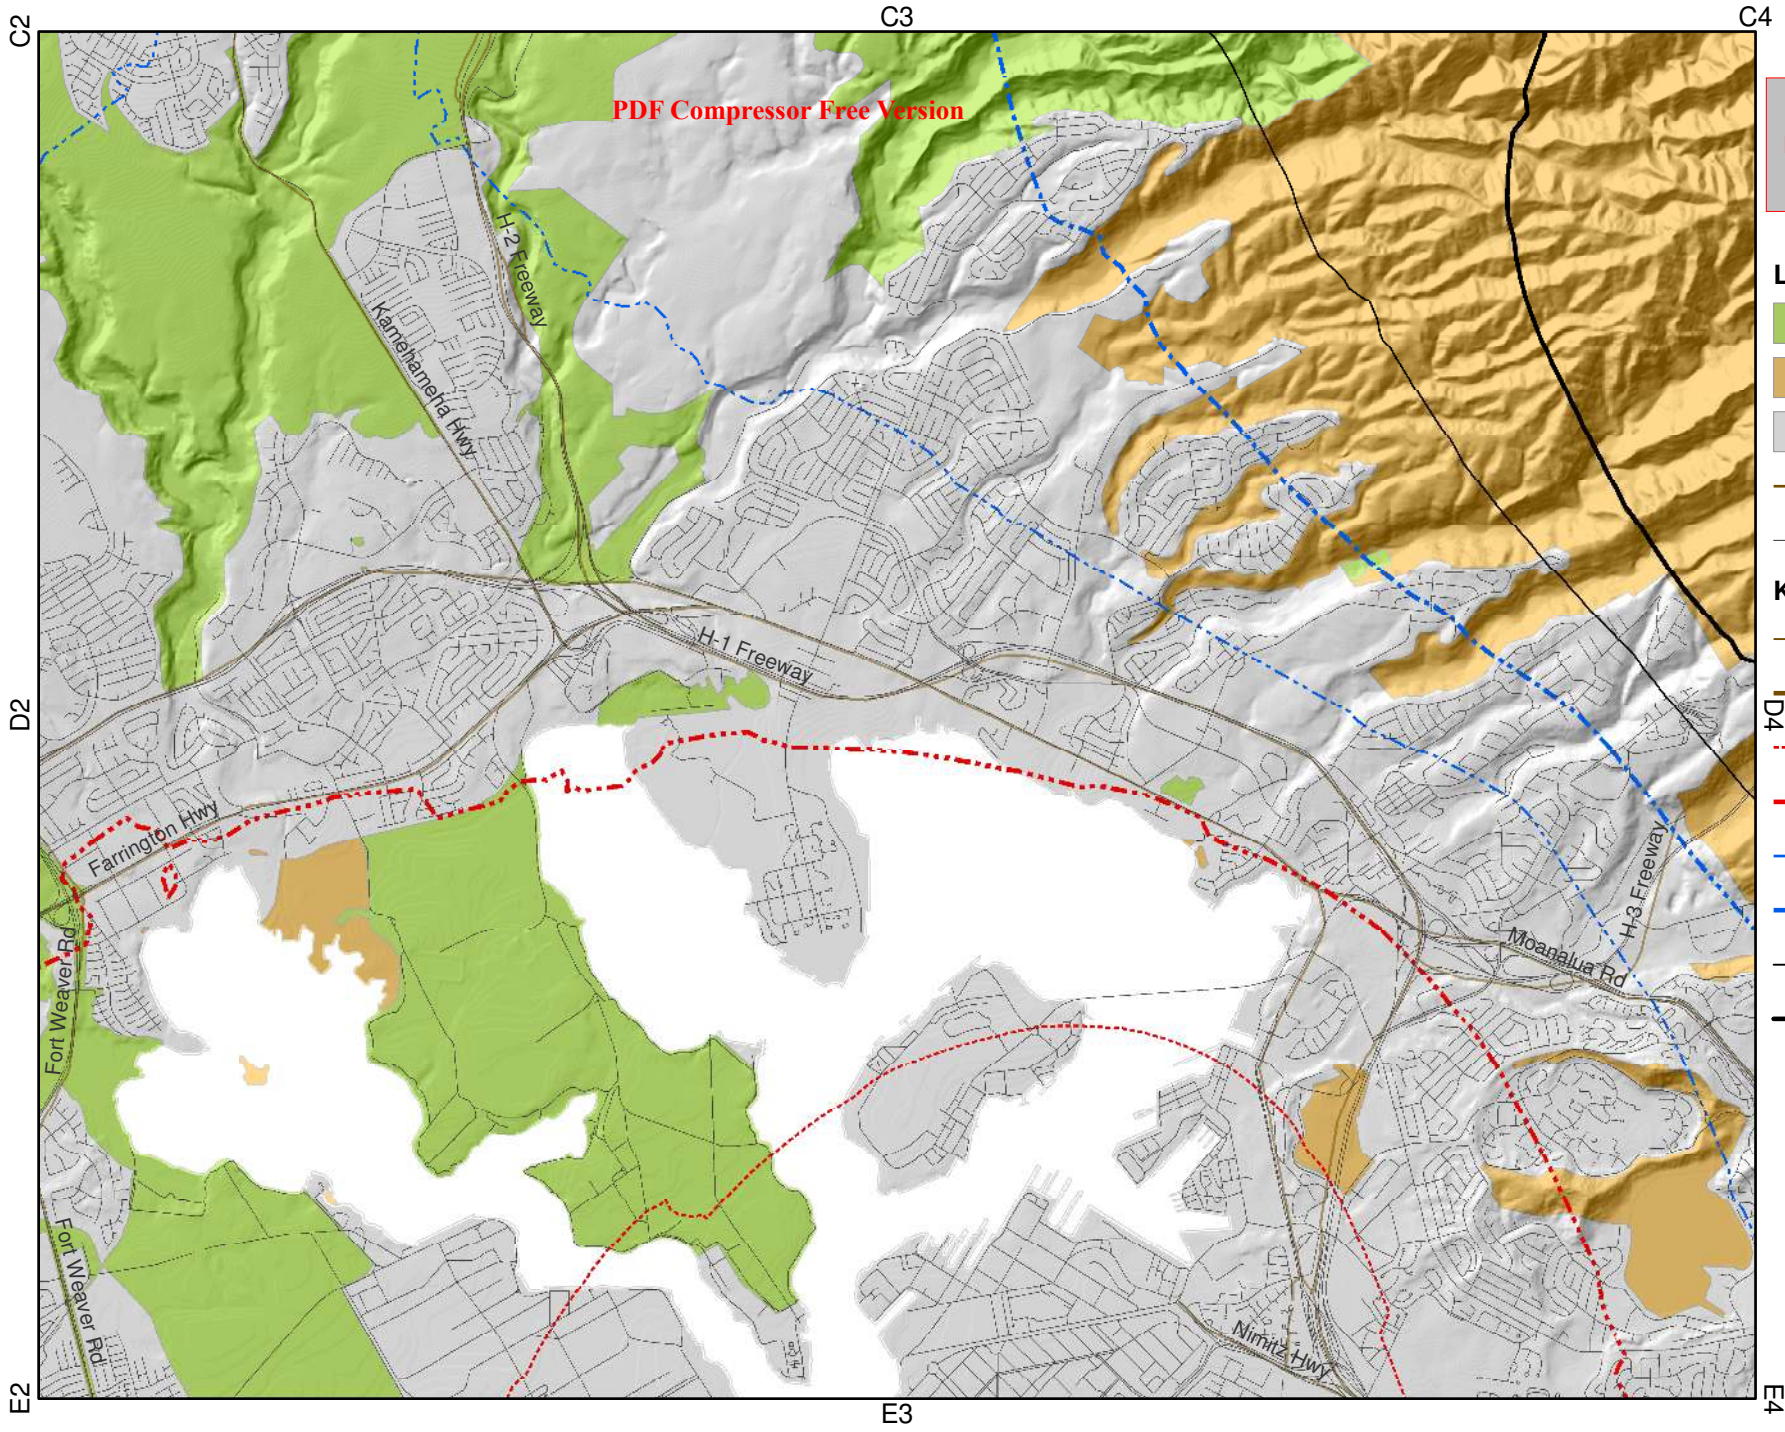 C2
C3
C4
PDF Compressor Free Version
H-2 Freeway
Kamehameha Hwy
L
K
H-1 Freeway
D2
D4
Farrington Hwy
H-3 Freeway
Fort Weaver Rd
Moanalua Rd
Fort Weaver Rd
Nimitz Hwy
E2
E3
E4